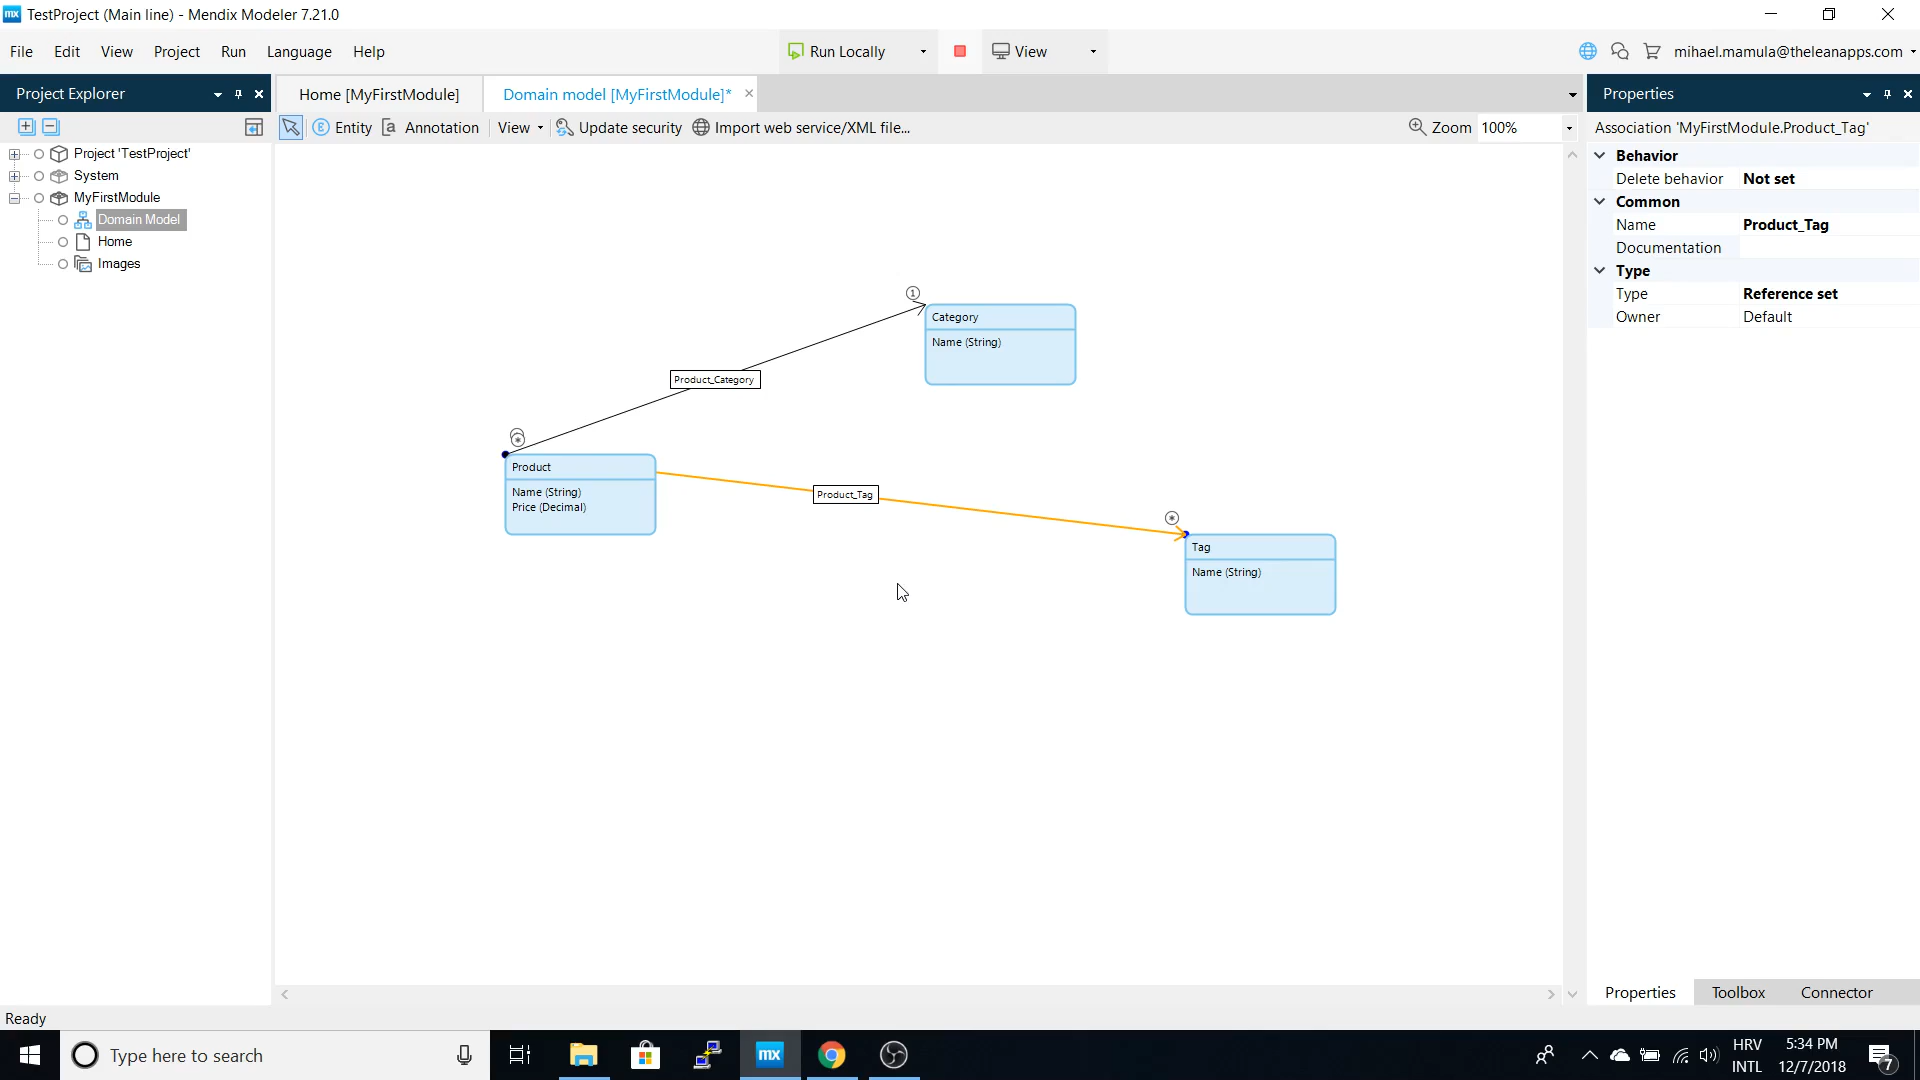 TestProject (Main line) - Mendix Modeler 7.21.0
File Edit View Project Run Language Help
Run Locally
View
mihael.mamula@theleanapps.com
Project Explorer
Home [MyFirstModule]
Domain model [MyFirstModule]*
Properties
Entity
Annotation
View
Update security
Import web service/XML file...
Zoom 100%
Association 'MyFirstModule.Product_Tag'
Project 'TestProject'
System
MyFirstModule
Domain Model
Home
Images
Behavior
Delete behavior Not set
Common
Name Product_Tag
Documentation
Type
Type Reference set
Owner Default
1
Category
Name (String)
Product_Category
*
Product
Name (String)
Price (Decimal)
Product_Tag
*
Tag
Name (String)
Properties Toolbox Connector
Ready
Type here to search
mx
HRV
INTL
5:34 PM
12/7/2018
7